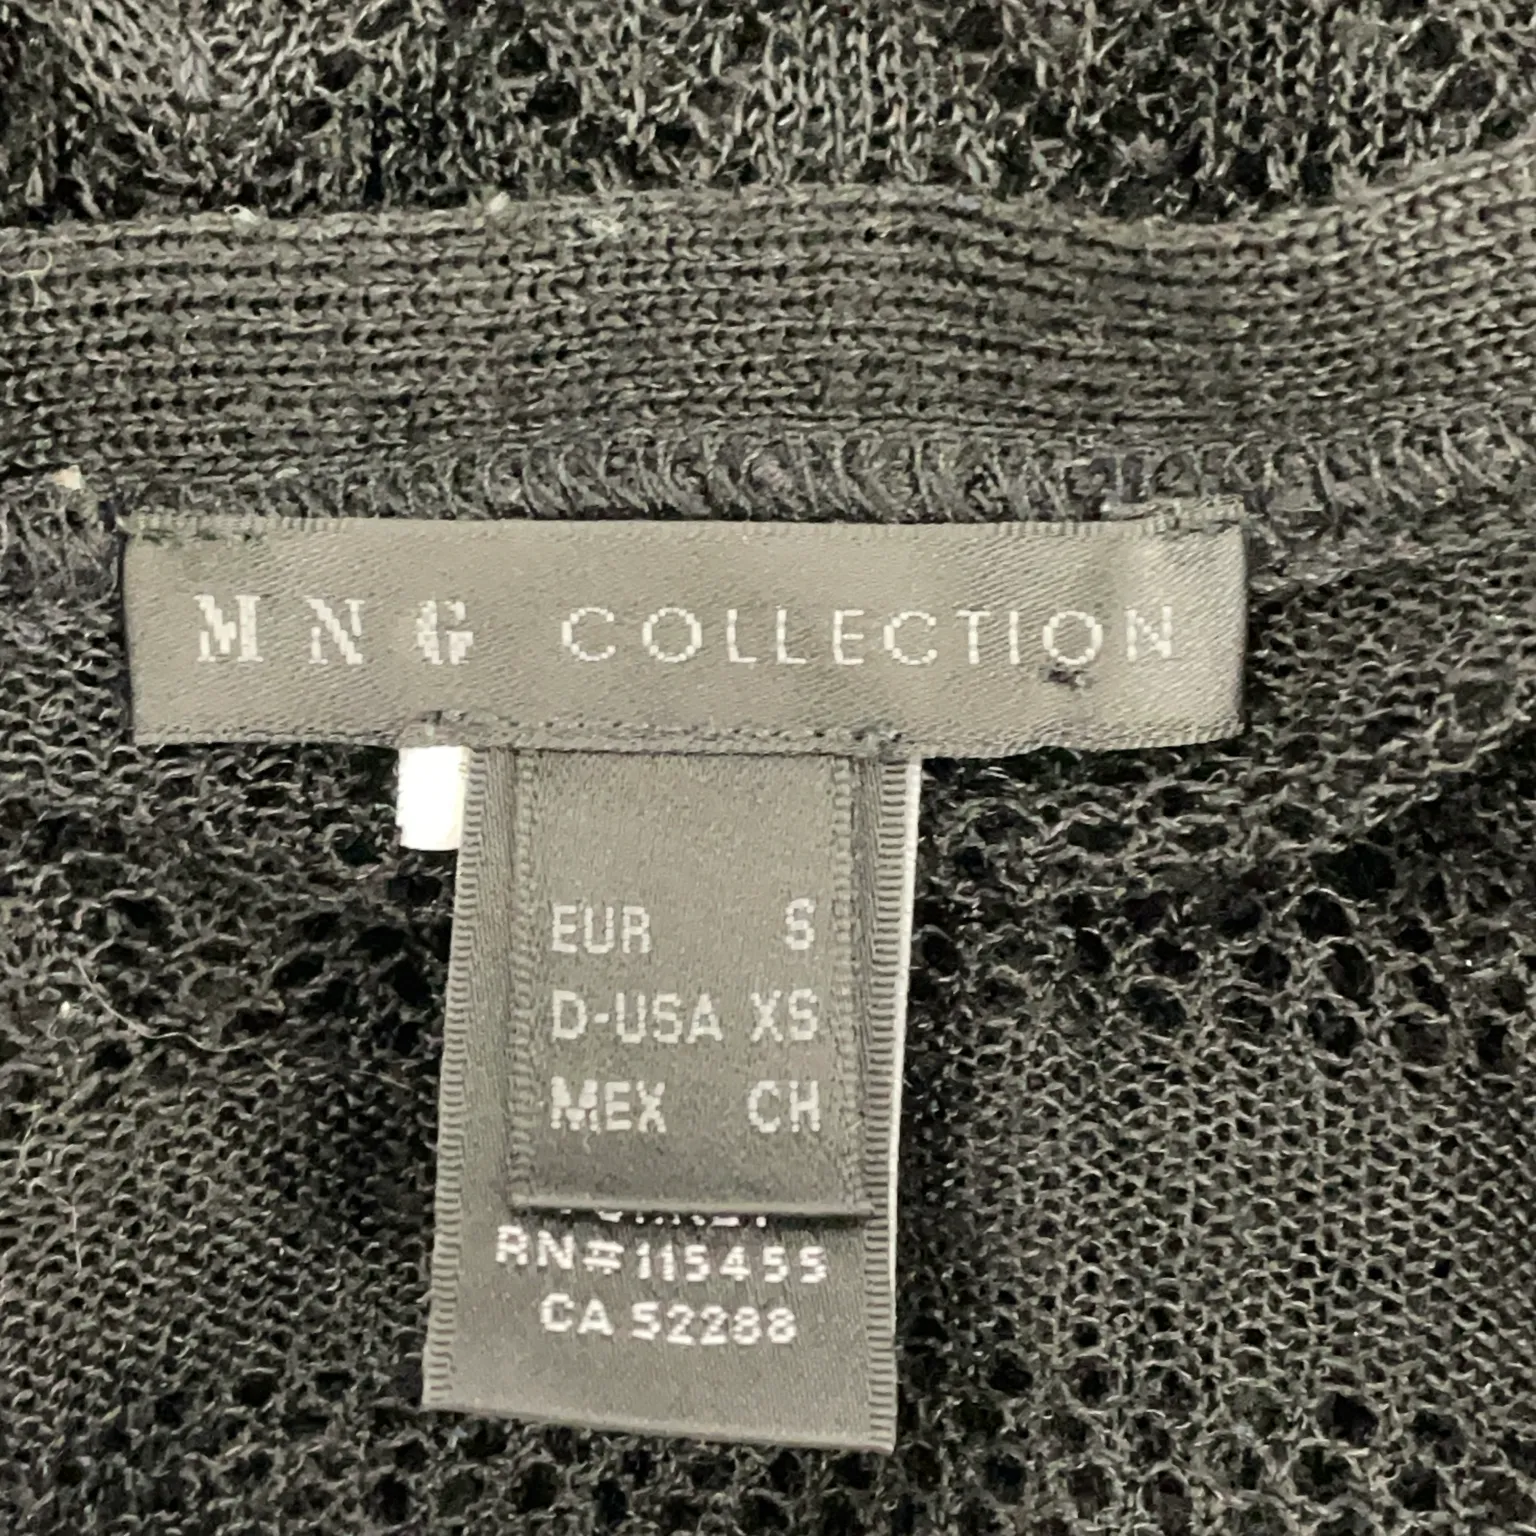 MNG COLLECTION
EUR S
D-USA XS
MEX CH
RN#115455
CA 52288